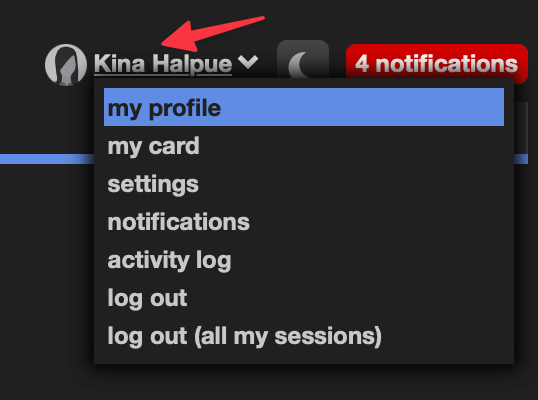 Kina Halpue
4 notifications
my profile
my card
settings
notifications
activity log
log out
log out (all my sessions)